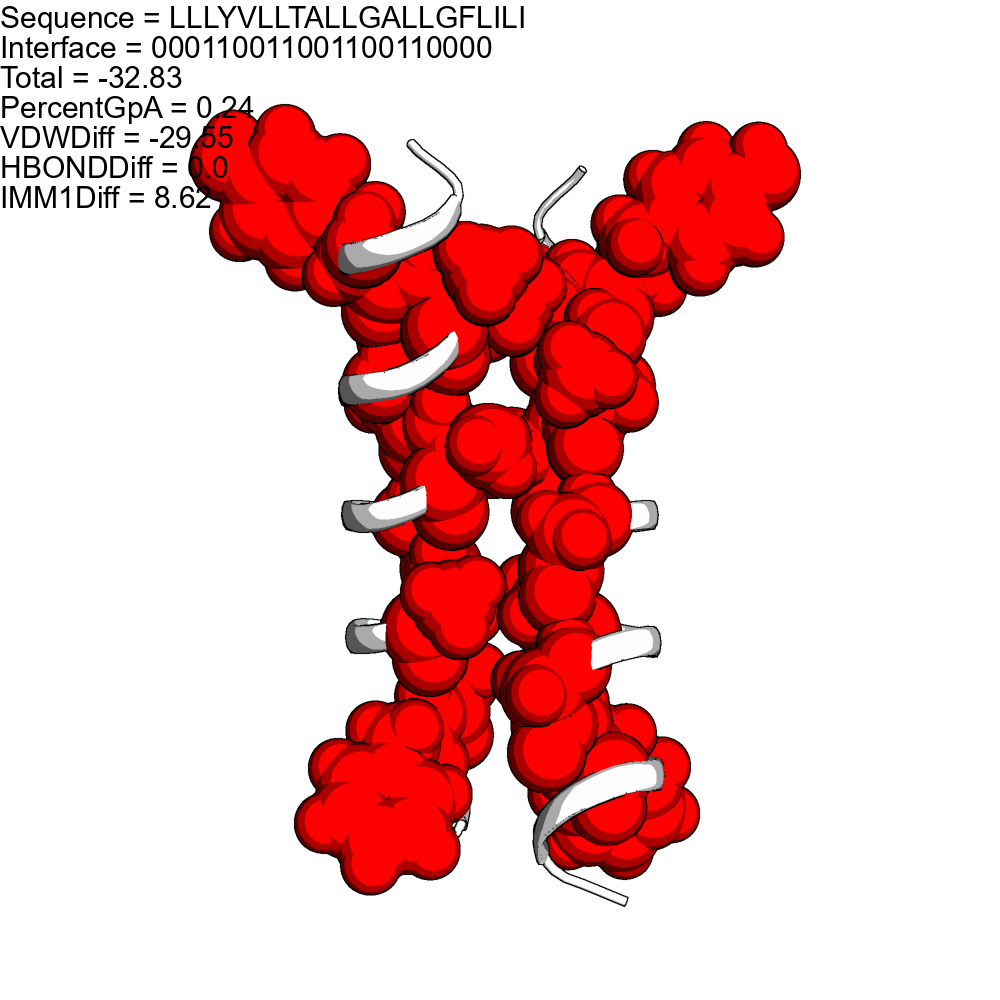 Sequence = LLLYVLLTALLGALLGFLILI
Interface = 000110011001100110000
Total = -32.83
PercentGpA = 0.24
VDWDiff = -29.55
HBONDDiff = 0.0
IMM1Diff = 8.62